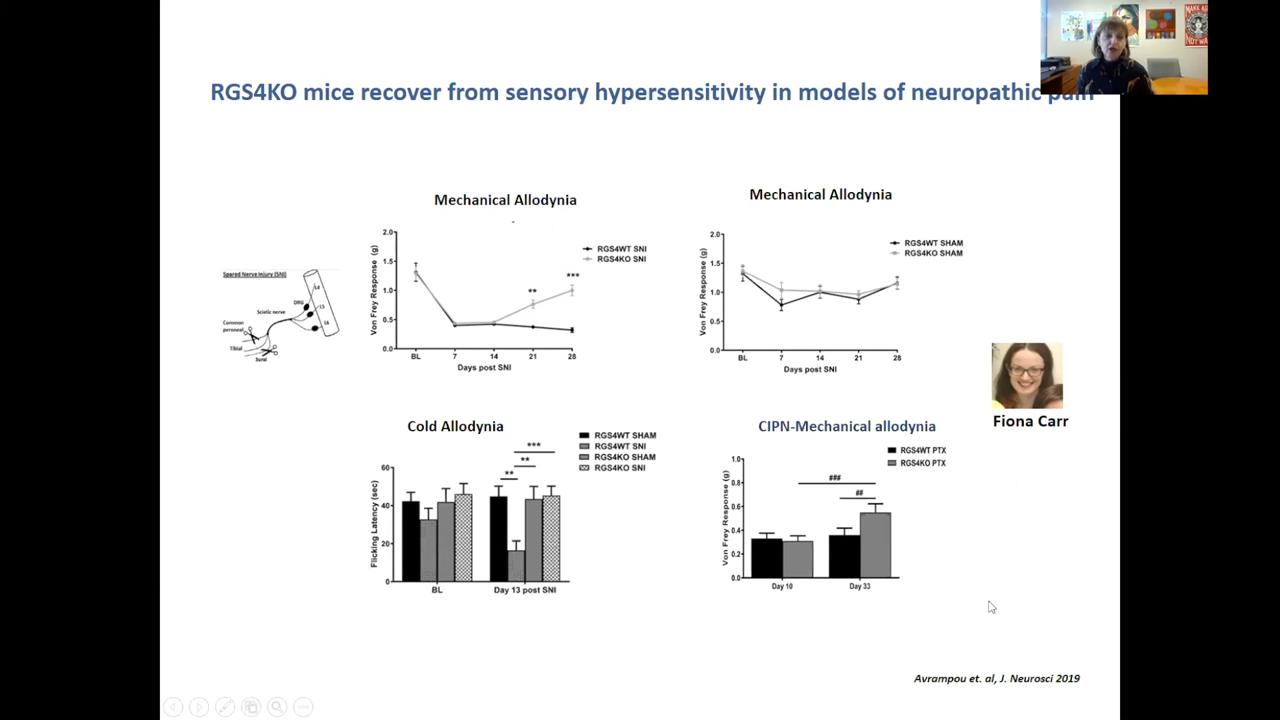 RGS4KO mice recover from sensory hypersensitivity in models of neuropathic pain
MAKE
NOT WA
Mechanical Allodynia
Mechanical Allodynia
Von Frey Response (g)
2.0
1.5
1.0
0.5
0.0
BL
7
14
21
28
Days post SNI
**
***
RGS4WT SNI
RGS4KO SNI
Von Frey Response (g)
2.0
1.5
1.0
0.5
0.0
BL
7
14
21
28
Days post SNI
RGS4WT SHAM
RGS4KO SHAM
Spared Nerve Injury (SNI)
L4
DRG
L5
Sciatic nerve
L6
Common
peroneal
Tibial
Sural
Fiona Carr
Cold Allodynia
Flicking Latency (sec)
60
40
20
0
BL
Day 13 post SNI
**
**
***
RGS4WT SHAM
RGS4WT SNI
RGS4KO SHAM
RGS4KO SNI
CIPN-Mechanical allodynia
Von Frey Response (g)
1.0
0.8
0.6
0.4
0.2
0.0
Day 10
Day 33
###
##
RGS4WT PTX
RGS4KO PTX
Avrampou et. al, J. Neurosci 2019